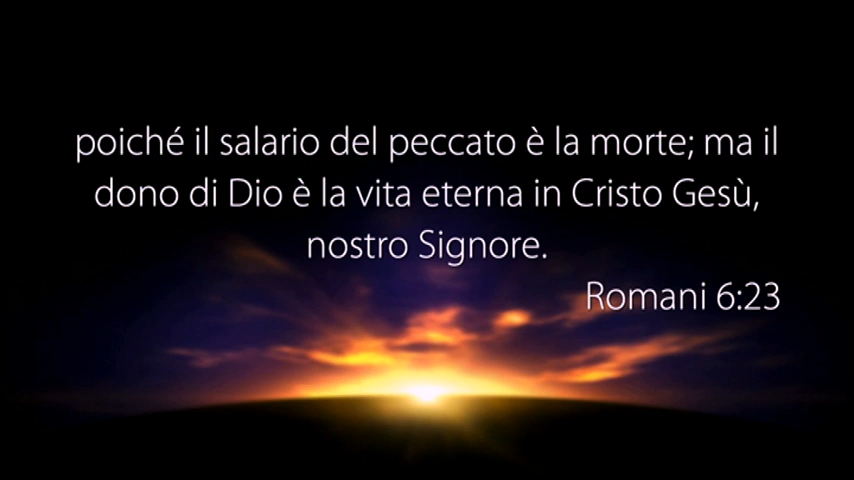 poiché il salario del peccato è la morte; ma il
dono di Dio è la vita eterna in Cristo Gesù,
nostro Signore.
Romani 6:23